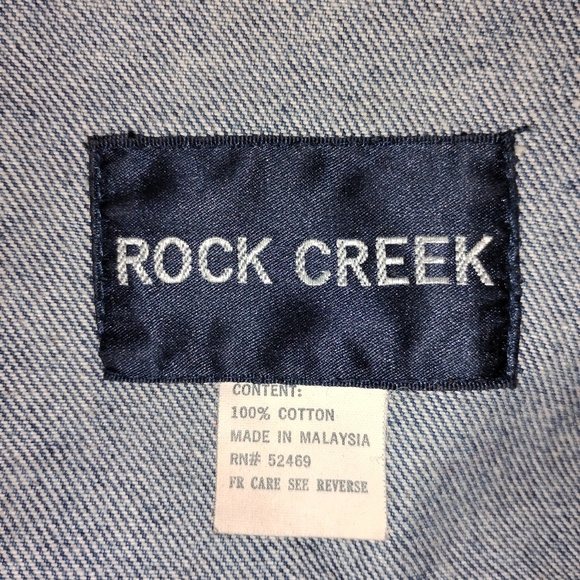 ROCK CREEK
CONTENT:
100% COTTON
MADE IN MALAYSIA
RN# 52469
FR CARE SEE REVERSE